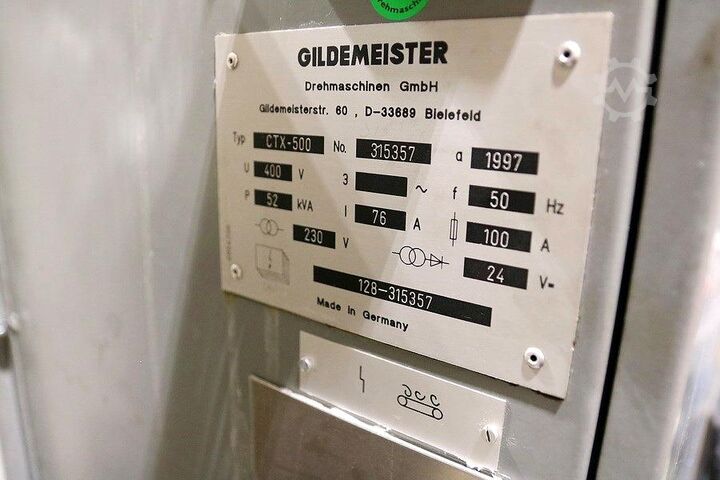 Drehmaschi
GILDEMEISTER
Drehmaschinen GmbH
Gildemeisterstr. 60 , D-33689 Bielefeld
Typ CTX-500 No. 315357 a 1997
U 400 V 3 ~ f 50 Hz
P 52 kVA I 76 A 100 A
230 V 24 V=
128-315357
Made in Germany